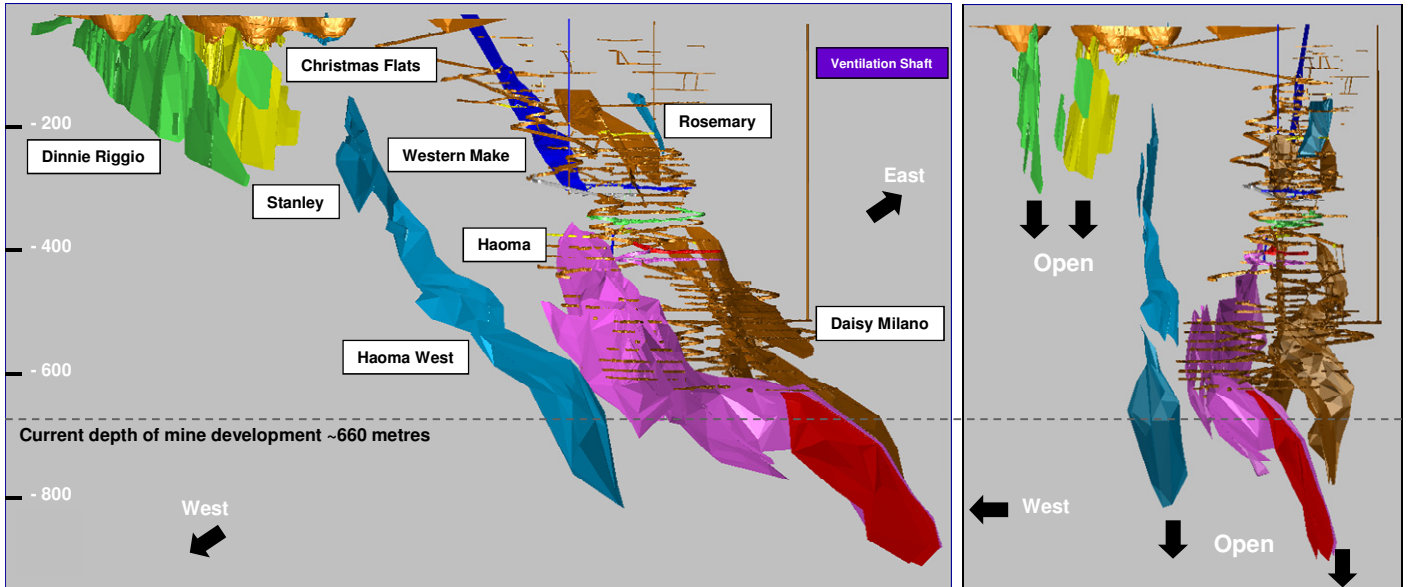 Christmas Flats
Ventilation Shaft
- 200
Rosemary
Dinnie Riggio
Western Make
East
Stanley
- 400
Haoma
Open
Daisy Milano
Haoma West
- 600
Current depth of mine development ~660 metres
- 800
West
West
Open